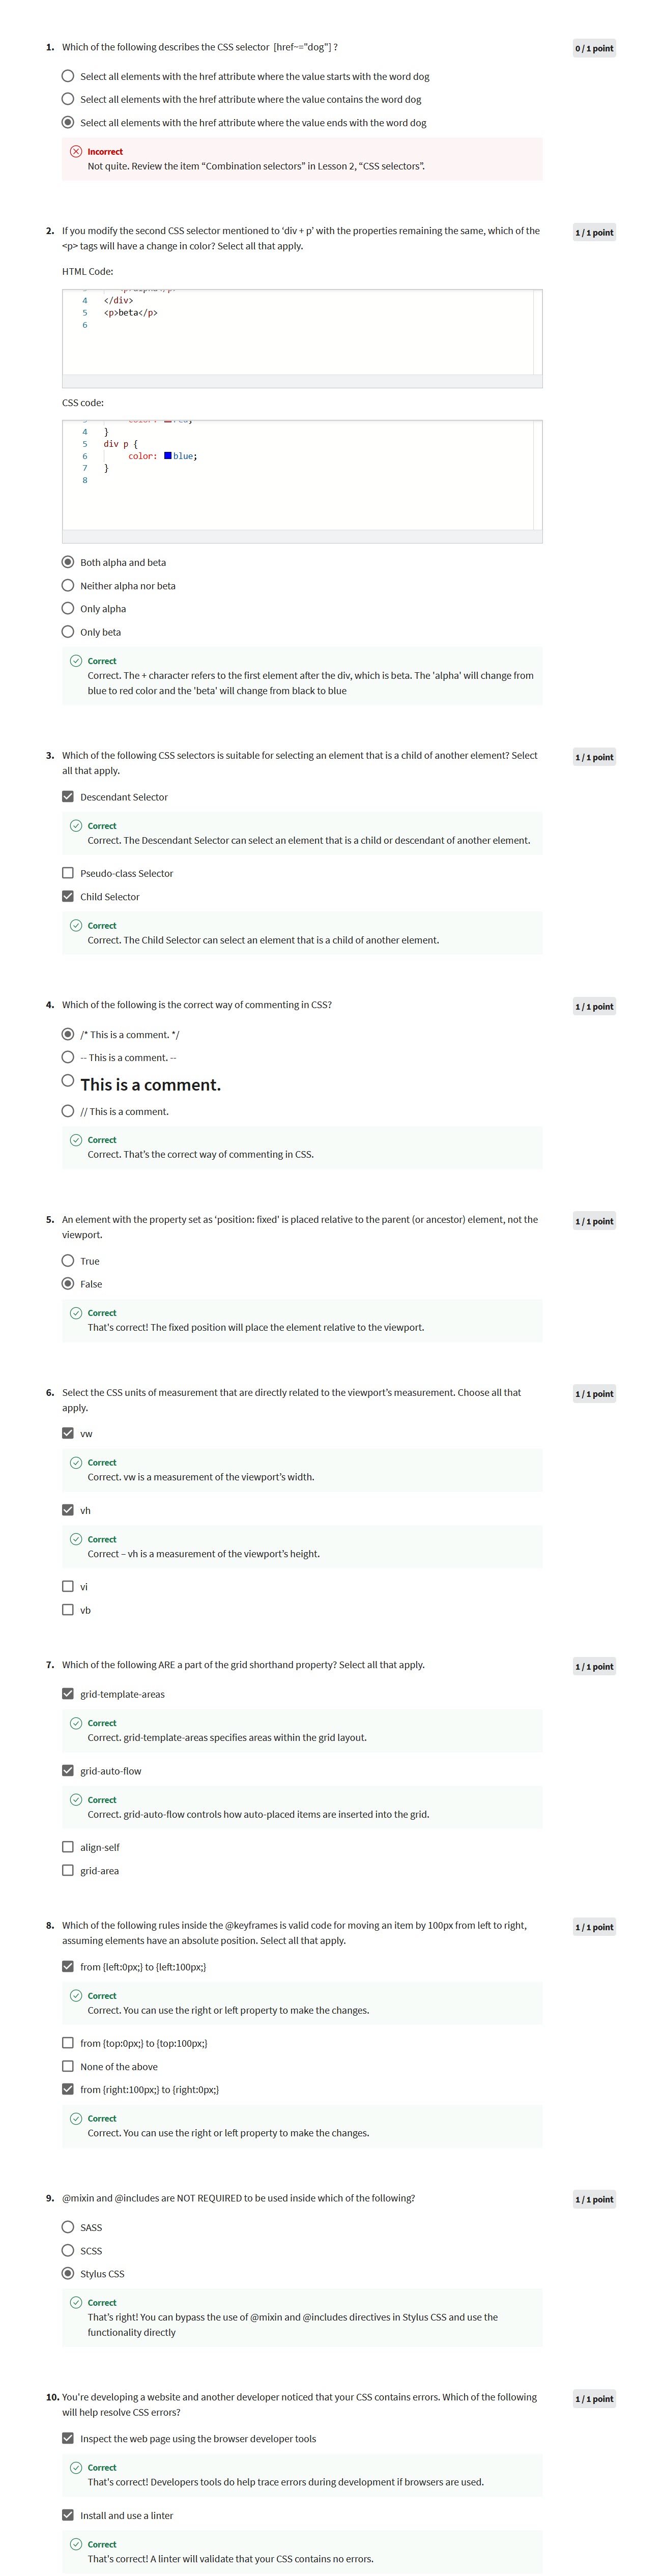 1. Which of the following describes the CSS selector [href~="dog"] ?
0 / 1 point
Select all elements with the href attribute where the value starts with the word dog
Select all elements with the href attribute where the value contains the word dog
Select all elements with the href attribute where the value ends with the word dog
Incorrect
Not quite. Review the item “Combination selectors” in Lesson 2, “CSS selectors”.
2. If you modify the second CSS selector mentioned to ‘div + p’ with the properties remaining the same, which of the
<p> tags will have a change in color? Select all that apply.
1 / 1 point
HTML Code:
4 </div>
5 <p>beta</p>
6
CSS code:
4 }
5 div p {
6 color: blue;
7 }
8
Both alpha and beta
Neither alpha nor beta
Only alpha
Only beta
Correct
Correct. The + character refers to the first element after the div, which is beta. The 'alpha' will change from
blue to red color and the 'beta' will change from black to blue
3. Which of the following CSS selectors is suitable for selecting an element that is a child of another element? Select
all that apply.
1 / 1 point
Descendant Selector
Correct
Correct. The Descendant Selector can select an element that is a child or descendant of another element.
Pseudo-class Selector
Child Selector
Correct
Correct. The Child Selector can select an element that is a child of another element.
4. Which of the following is the correct way of commenting in CSS?
1 / 1 point
/* This is a comment. */
-- This is a comment. --
This is a comment.
// This is a comment.
Correct
Correct. That’s the correct way of commenting in CSS.
5. An element with the property set as ‘position: fixed’ is placed relative to the parent (or ancestor) element, not the
viewport.
1 / 1 point
True
False
Correct
That's correct! The fixed position will place the element relative to the viewport.
6. Select the CSS units of measurement that are directly related to the viewport’s measurement. Choose all that
apply.
1 / 1 point
vw
Correct
Correct. vw is a measurement of the viewport’s width.
vh
Correct
Correct – vh is a measurement of the viewport’s height.
vi
vb
7. Which of the following ARE a part of the grid shorthand property? Select all that apply.
1 / 1 point
grid-template-areas
Correct
Correct. grid-template-areas specifies areas within the grid layout.
grid-auto-flow
Correct
Correct. grid-auto-flow controls how auto-placed items are inserted into the grid.
align-self
grid-area
8. Which of the following rules inside the @keyframes is valid code for moving an item by 100px from left to right,
assuming elements have an absolute position. Select all that apply.
1 / 1 point
from {left:0px;} to {left:100px;}
Correct
Correct. You can use the right or left property to make the changes.
from {top:0px;} to {top:100px;}
None of the above
from {right:100px;} to {right:0px;}
Correct
Correct. You can use the right or left property to make the changes.
9. @mixin and @includes are NOT REQUIRED to be used inside which of the following?
1 / 1 point
SASS
SCSS
Stylus CSS
Correct
That’s right! You can bypass the use of @mixin and @includes directives in Stylus CSS and use the
functionality directly
10. You're developing a website and another developer noticed that your CSS contains errors. Which of the following
will help resolve CSS errors?
1 / 1 point
Inspect the web page using the browser developer tools
Correct
That's correct! Developers tools do help trace errors during development if browsers are used.
Install and use a linter
Correct
That's correct! A linter will validate that your CSS contains no errors.